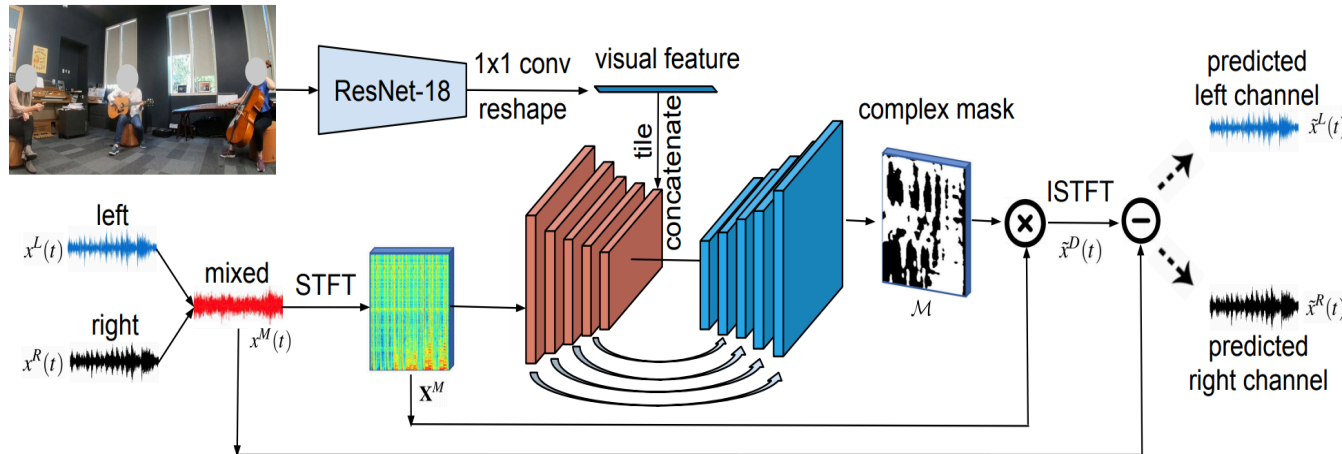 ResNet-18
1x1 conv
reshape
visual feature
tile
concatenate
complex mask
predicted
left channel
x̃^L(t)
left
x^L(t)
mixed
STFT
ISTFT
x̃^D(t)
M
right
x^R(t)
x^M(t)
X^M
x̃^R(t)
predicted
right channel